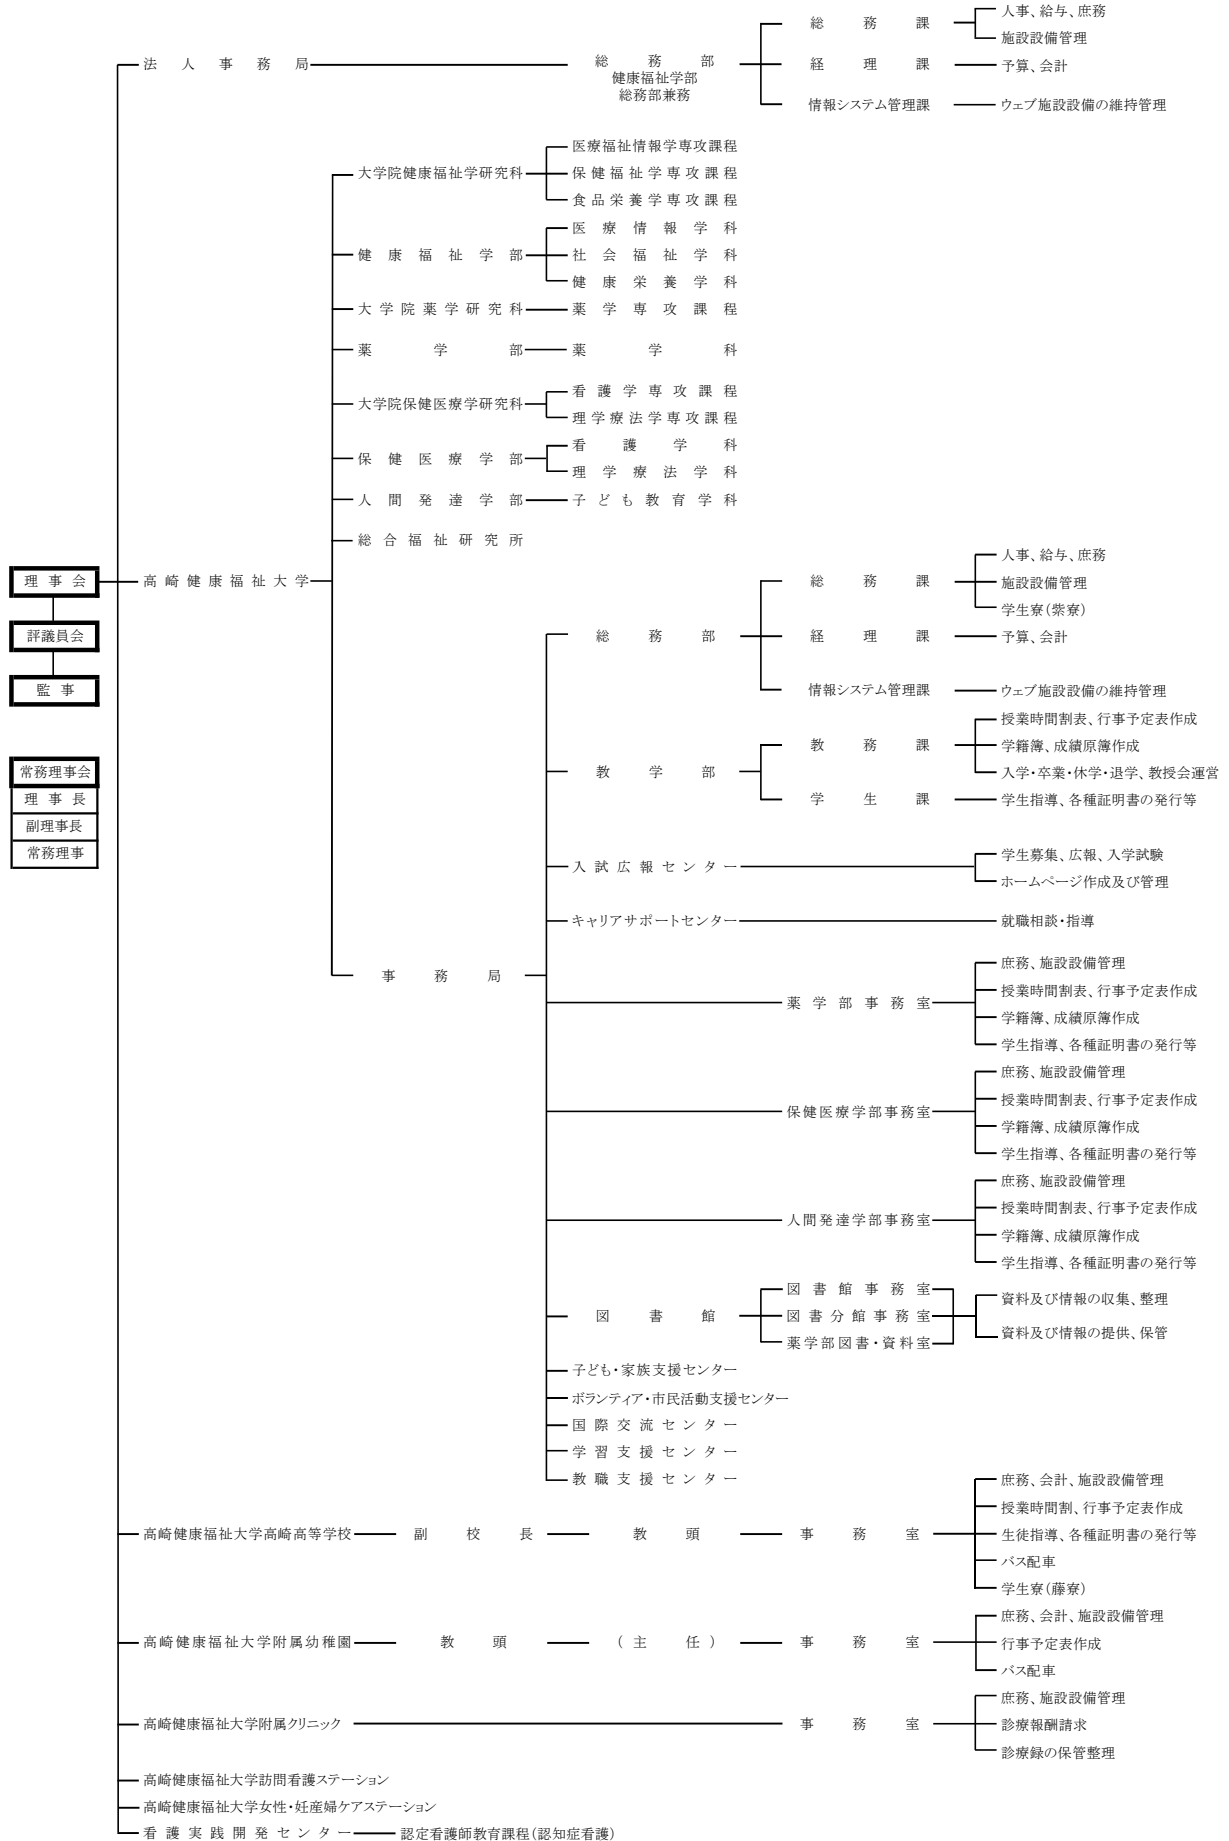 総務課
人事、給与、庶務
施設設備管理
法人事務局
総務部
健康福祉学部
総務部兼務
経理課
予算、会計
情報システム管理課
ウェブ施設設備の維持管理
大学院健康福祉学研究科
医療福祉情報学専攻課程
保健福祉学専攻課程
食品栄養学専攻課程
健康福祉学部
医療情報学科
社会福祉学科
健康栄養学科
大学院薬学研究科
薬学専攻課程
薬学部
薬学科
大学院保健医療学研究科
看護学専攻課程
理学療法学専攻課程
保健医療学部
看護学科
理学療法学科
人間発達学部
子ども教育学科
総合福祉研究所
理事会
評議員会
監事
常務理事会
理事長
副理事長
常務理事
高崎健康福祉大学
総務部
総務課
人事、給与、庶務
施設設備管理
学生寮(紫寮)
経理課
予算、会計
情報システム管理課
ウェブ施設設備の維持管理
教学部
教務課
授業時間割表、行事予定表作成
学籍簿、成績原簿作成
入学・卒業・休学・退学、教授会運営
学生課
学生指導、各種証明書の発行等
入試広報センター
学生募集、広報、入学試験
ホームページ作成及び管理
キャリアサポートセンター
就職相談・指導
事務局
薬学部事務室
庶務、施設設備管理
授業時間割表、行事予定表作成
学籍簿、成績原簿作成
学生指導、各種証明書の発行等
保健医療学部事務室
庶務、施設設備管理
授業時間割表、行事予定表作成
学籍簿、成績原簿作成
学生指導、各種証明書の発行等
人間発達学部事務室
庶務、施設設備管理
授業時間割表、行事予定表作成
学籍簿、成績原簿作成
学生指導、各種証明書の発行等
図書館
図書館事務室
図書分館事務室
薬学部図書・資料室
資料及び情報の収集、整理
資料及び情報の提供、保管
子ども・家族支援センター
ボランティア・市民活動支援センター
国際交流センター
学習支援センター
教職支援センター
高崎健康福祉大学高崎高等学校
副校長
教頭
事務室
庶務、会計、施設設備管理
授業時間割、行事予定表作成
生徒指導、各種証明書の発行等
バス配車
学生寮(藤寮)
高崎健康福祉大学附属幼稚園
教頭
(主任)
事務室
庶務、会計、施設設備管理
行事予定表作成
バス配車
高崎健康福祉大学附属クリニック
事務室
庶務、施設設備管理
診療報酬請求
診療録の保管整理
高崎健康福祉大学訪問看護ステーション
高崎健康福祉大学女性・妊産婦ケアステーション
看護実践開発センター
認定看護師教育課程(認知症看護)